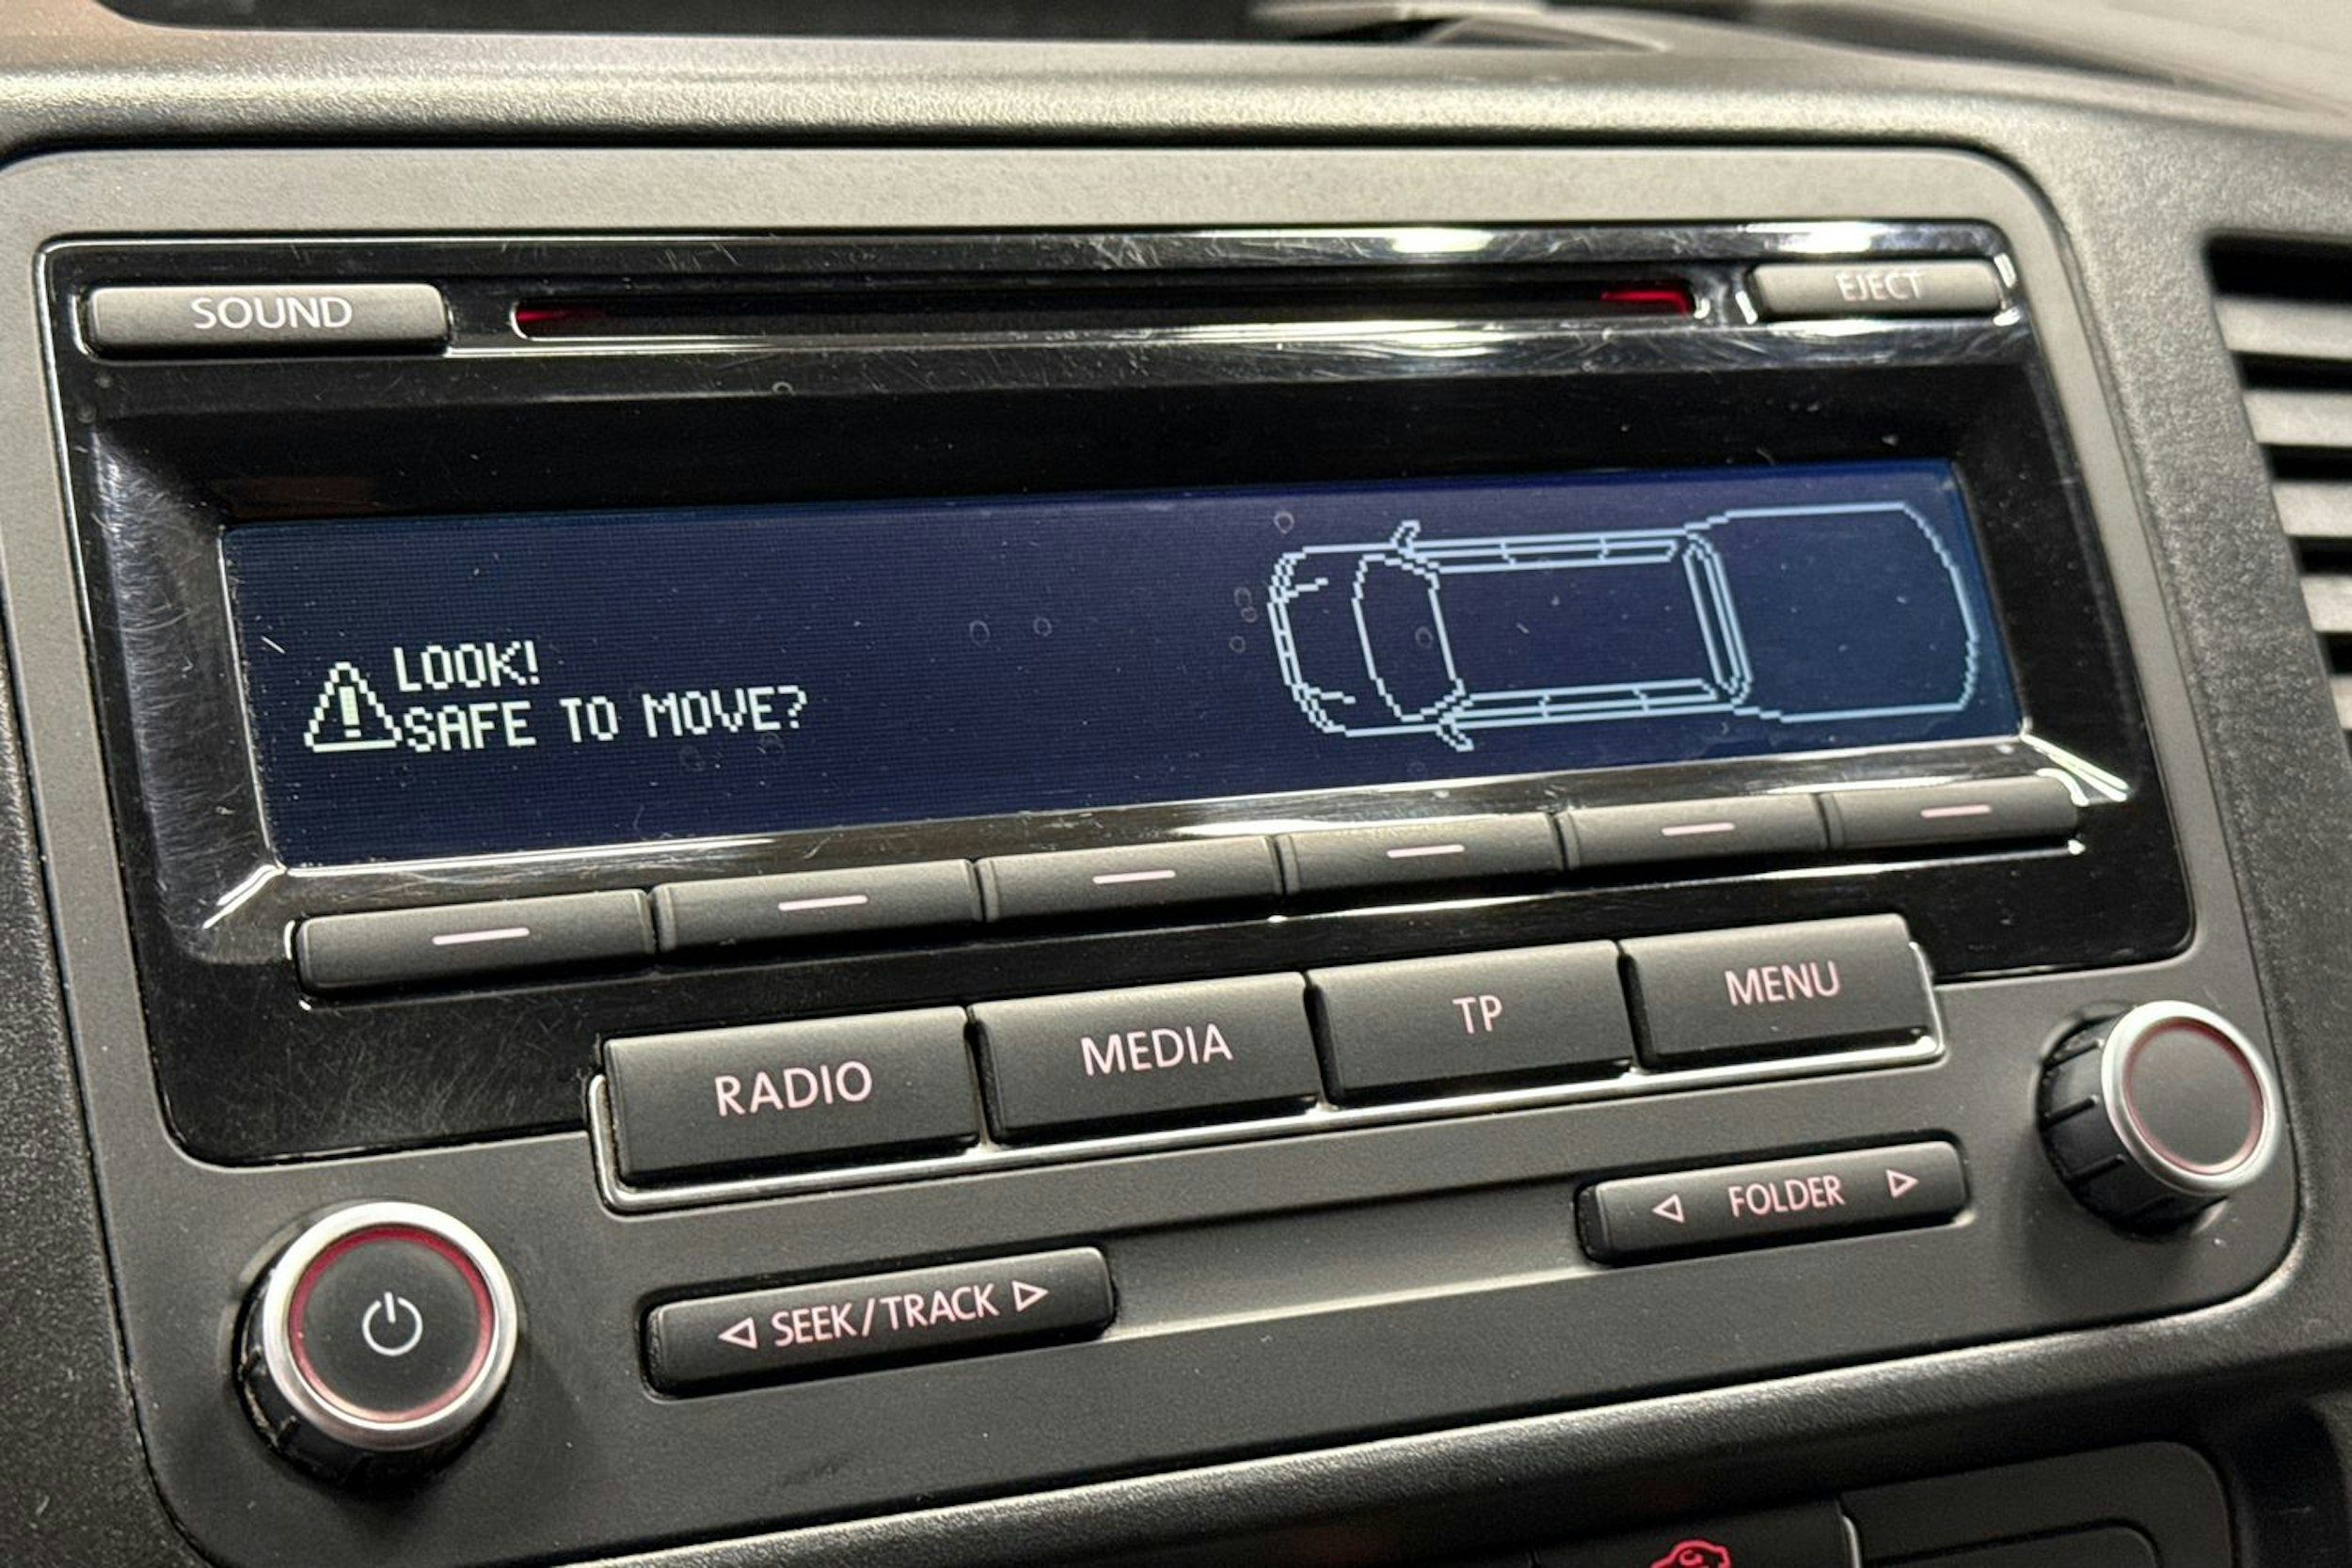 SOUND
EJECT
LOOK!
SAFE TO MOVE?
RADIO
MEDIA
TP
MENU
FOLDER
SEEK/TRACK